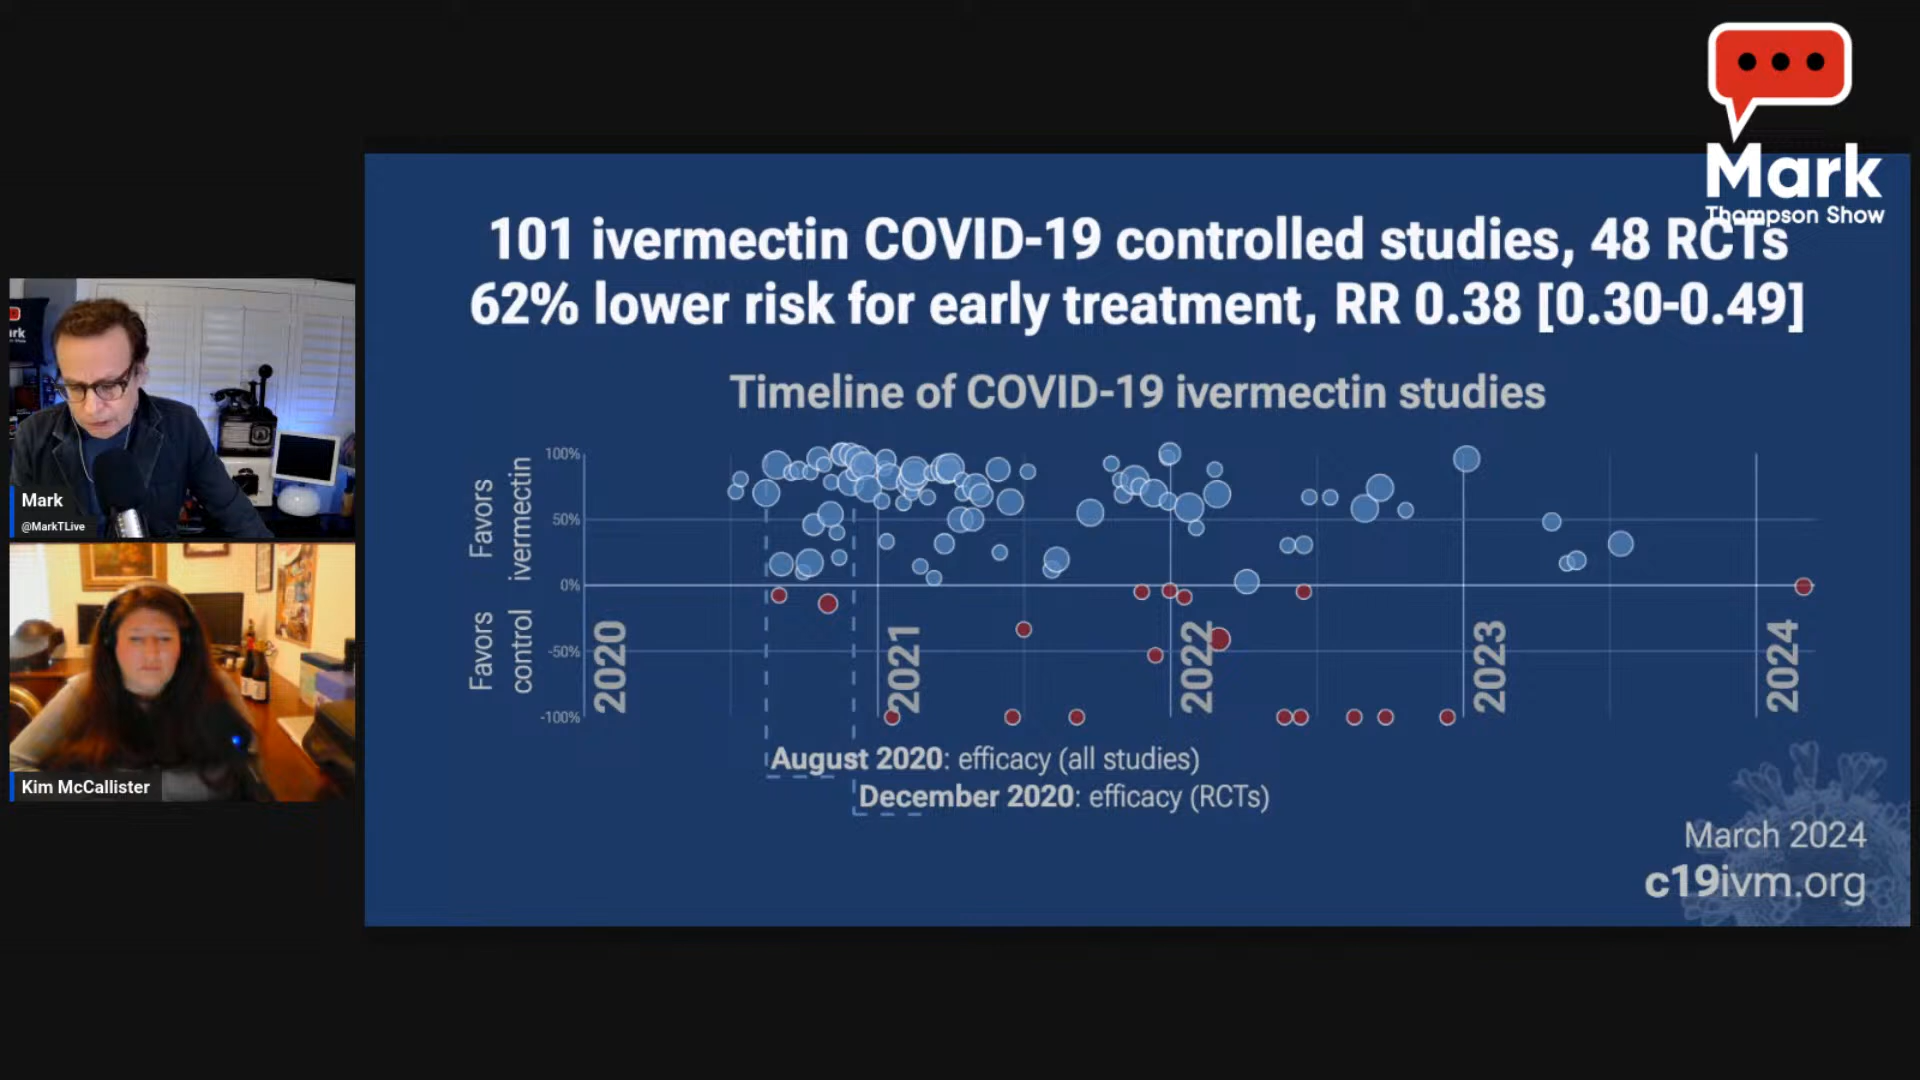 Mark
Thompson Show
101 ivermectin COVID-19 controlled studies, 48 RCTs
62% lower risk for early treatment, RR 0.38 [0.30-0.49]
Timeline of COVID-19 ivermectin studies
Favors
ivermectin
Favors
control
100%
50%
0%
-50%
-100%
2020
2021
2022
2023
2024
August 2020: efficacy (all studies)
December 2020: efficacy (RCTs)
March 2024
c19ivm.org
Mark
@MarkTLive
Kim McCallister